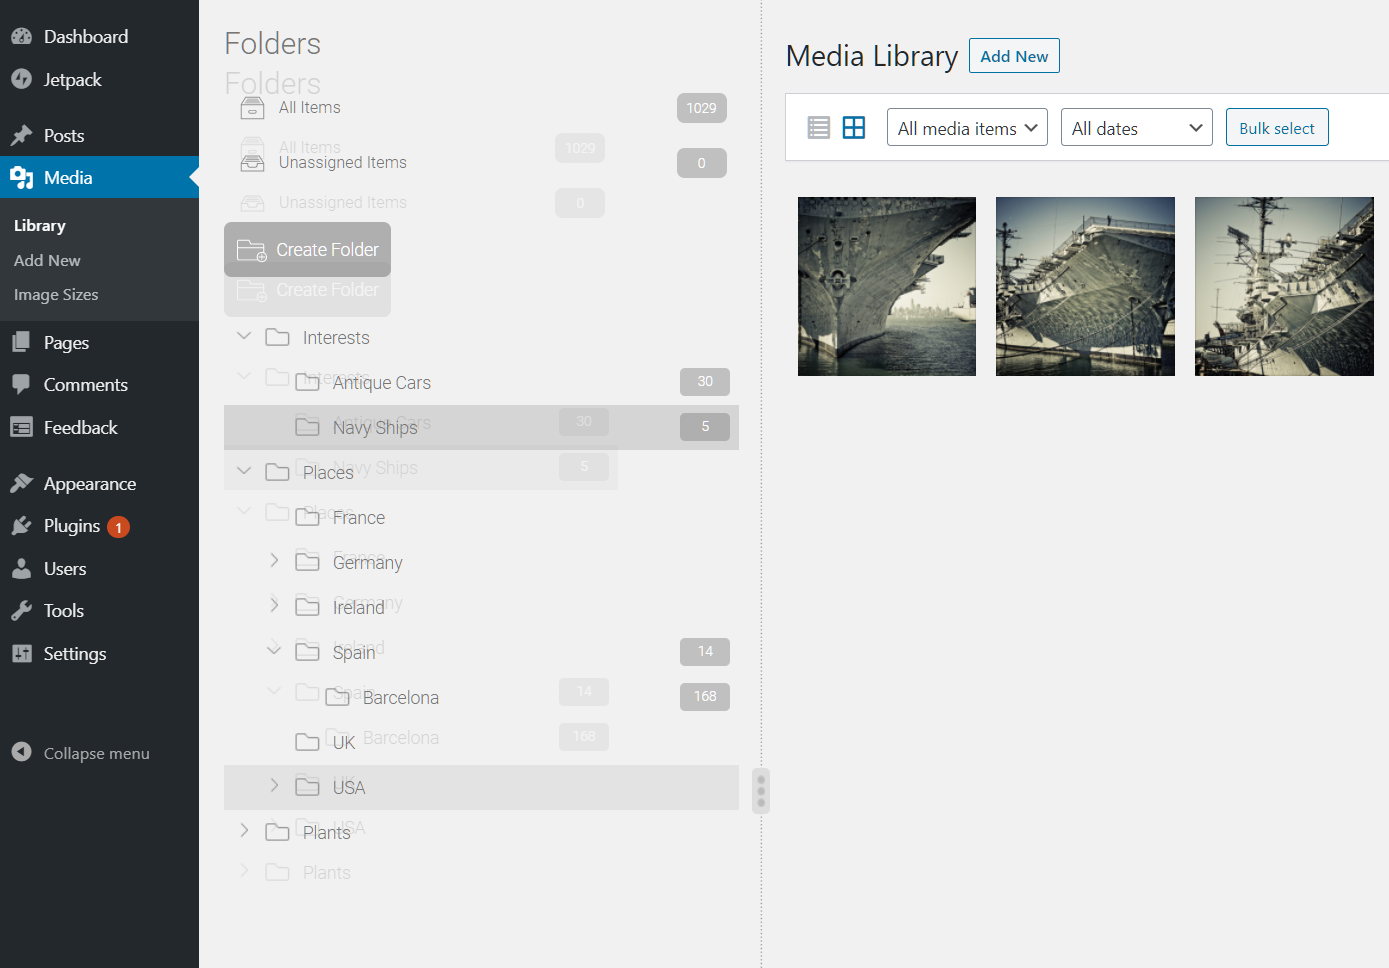 Dashboard
Jetpack
Posts
Media
Library
Add New
Image Sizes
Pages
Comments
Feedback
Appearance
Plugins 1
Users
Tools
Settings
Collapse menu
Folders
Folders
All Items 1029
All Items 1029
Unassigned Items 0
Unassigned Items 0
Create Folder
Create Folder
Interests
Interests
Antique Cars 30
Antique Cars 30
Navy Ships 5
Navy Ships 5
Places
Places
France
France
Germany
Germany
Ireland
Ireland
Spain 14
Spain 14
Barcelona 168
Barcelona 168
UK
UK
USA
USA
Plants
Plants
Media Library Add New
All media items All dates Bulk select